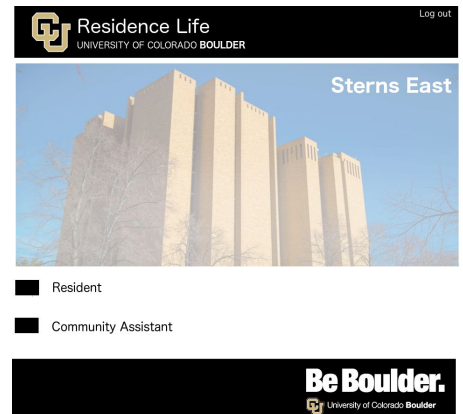 Log out
Residence Life
UNIVERSITY OF COLORADO BOULDER
Sterns East
Resident
Community Assistant
Be Boulder.
University of Colorado Boulder